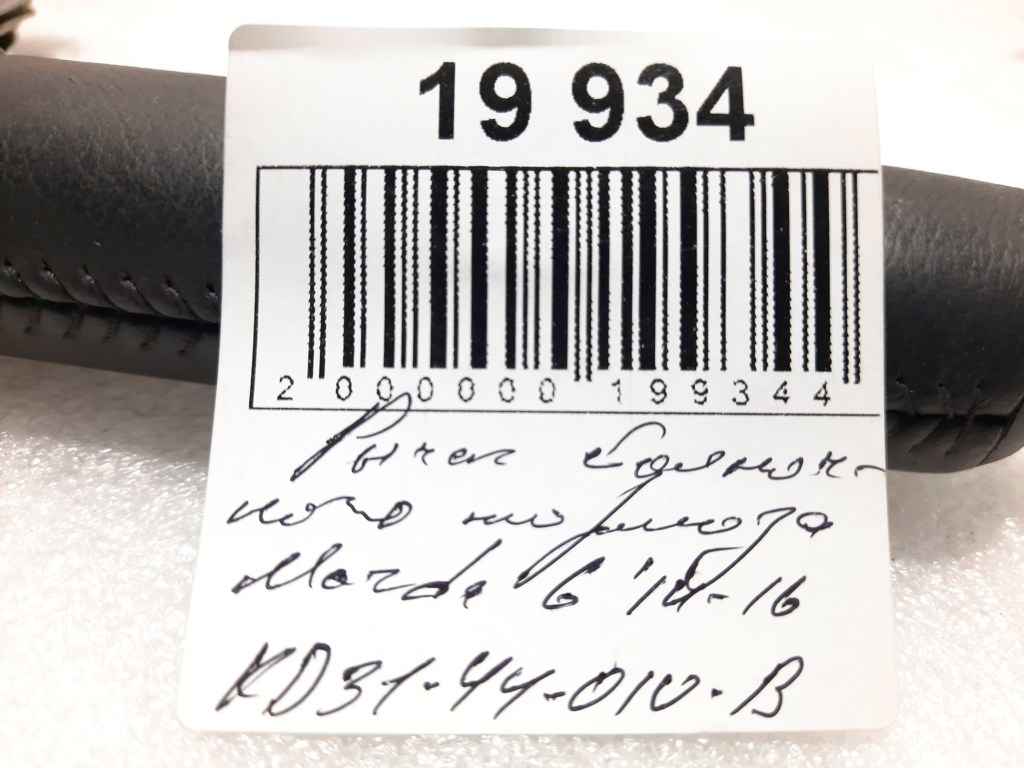 19 934
2 000000 199344
Рычаг стояноч-
ного тормоза
Mazda 6 '14-16
KD31-44-010-B